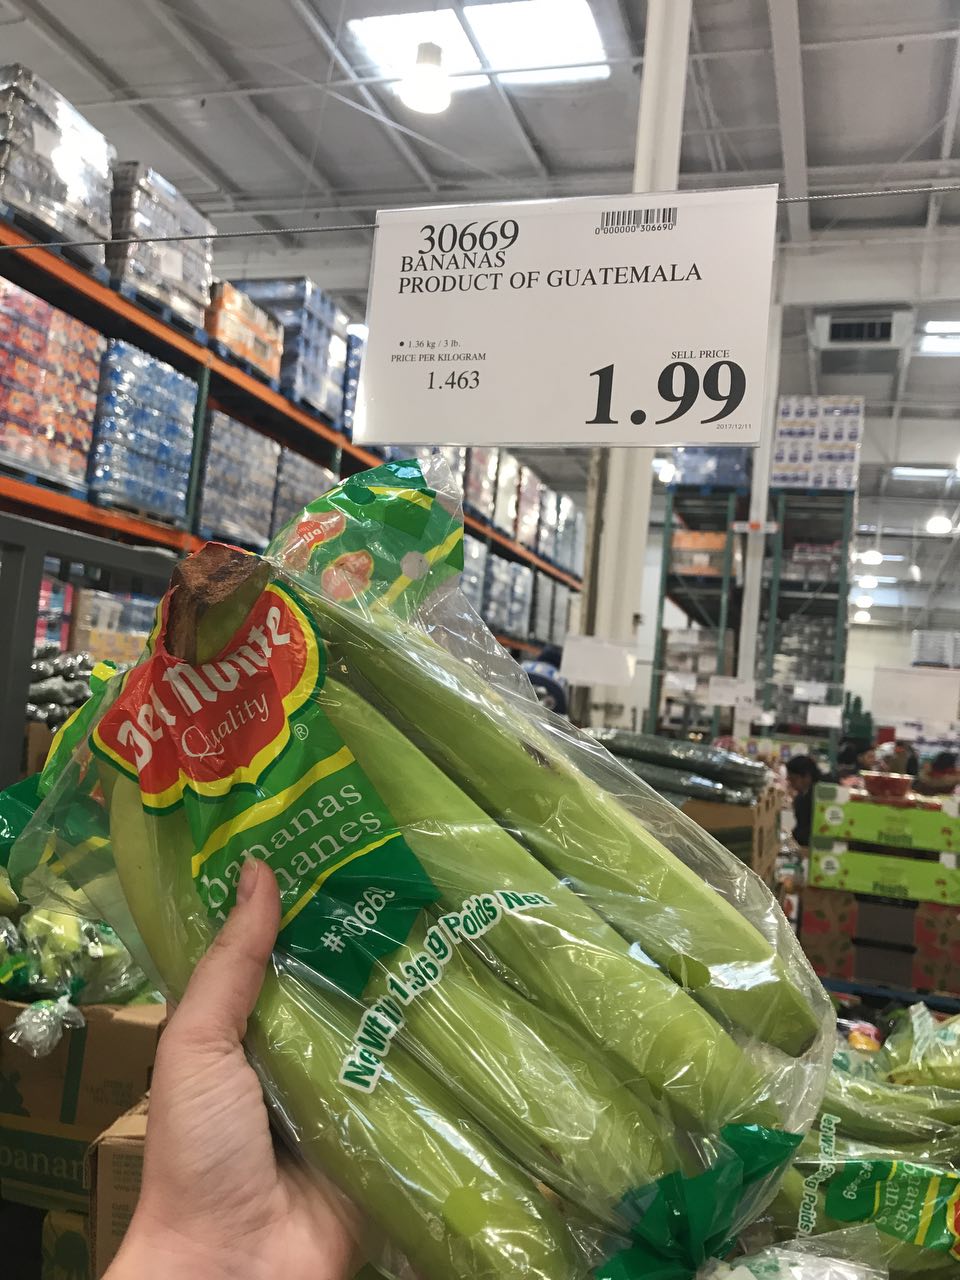 30669
0 000000 306690
BANANAS
PRODUCT OF GUATEMALA
• 1.36 kg / 3 lb.
PRICE PER KILOGRAM
1.463
SELL PRICE
1.99
2017/12/11
Del Monte
Quality
®
bananas
bananes
#30669
Net Wt 1.36 g Poids Net